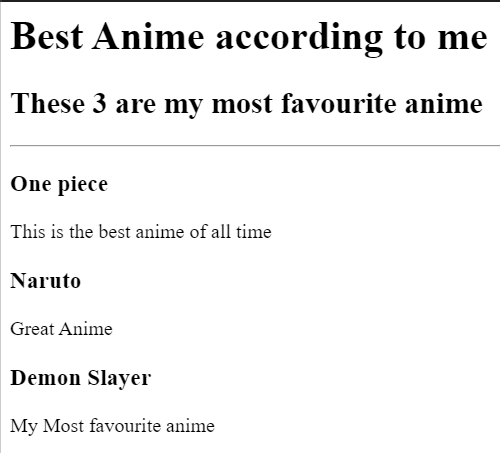 Best Anime according to me
These 3 are my most favourite anime
One piece
This is the best anime of all time
Naruto
Great Anime
Demon Slayer
My Most favourite anime